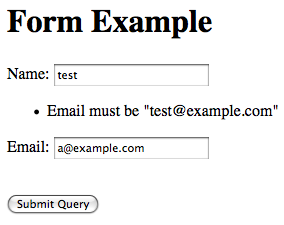 Form Example
Name: test
• Email must be "test@example.com"
Email: a@example.com
Submit Query